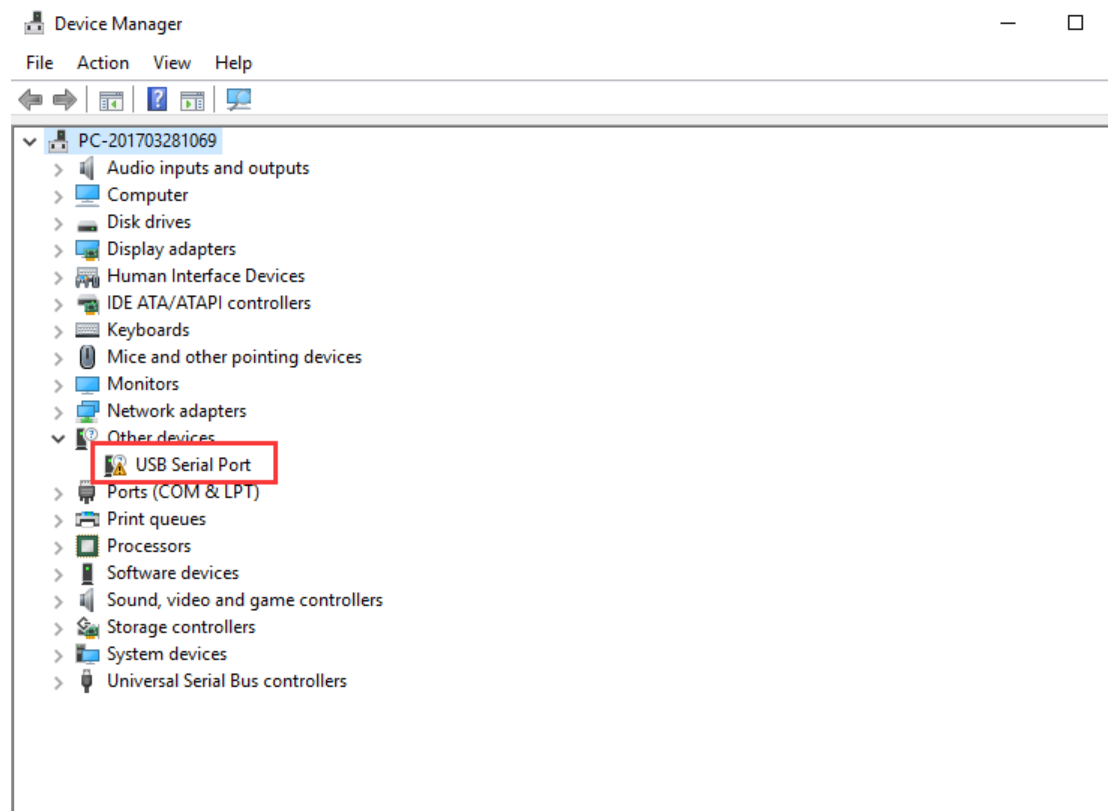 Device Manager
File Action View Help
PC-201703281069
Audio inputs and outputs
Computer
Disk drives
Display adapters
Human Interface Devices
IDE ATA/ATAPI controllers
Keyboards
Mice and other pointing devices
Monitors
Network adapters
Other devices
USB Serial Port
Ports (COM & LPT)
Print queues
Processors
Software devices
Sound, video and game controllers
Storage controllers
System devices
Universal Serial Bus controllers